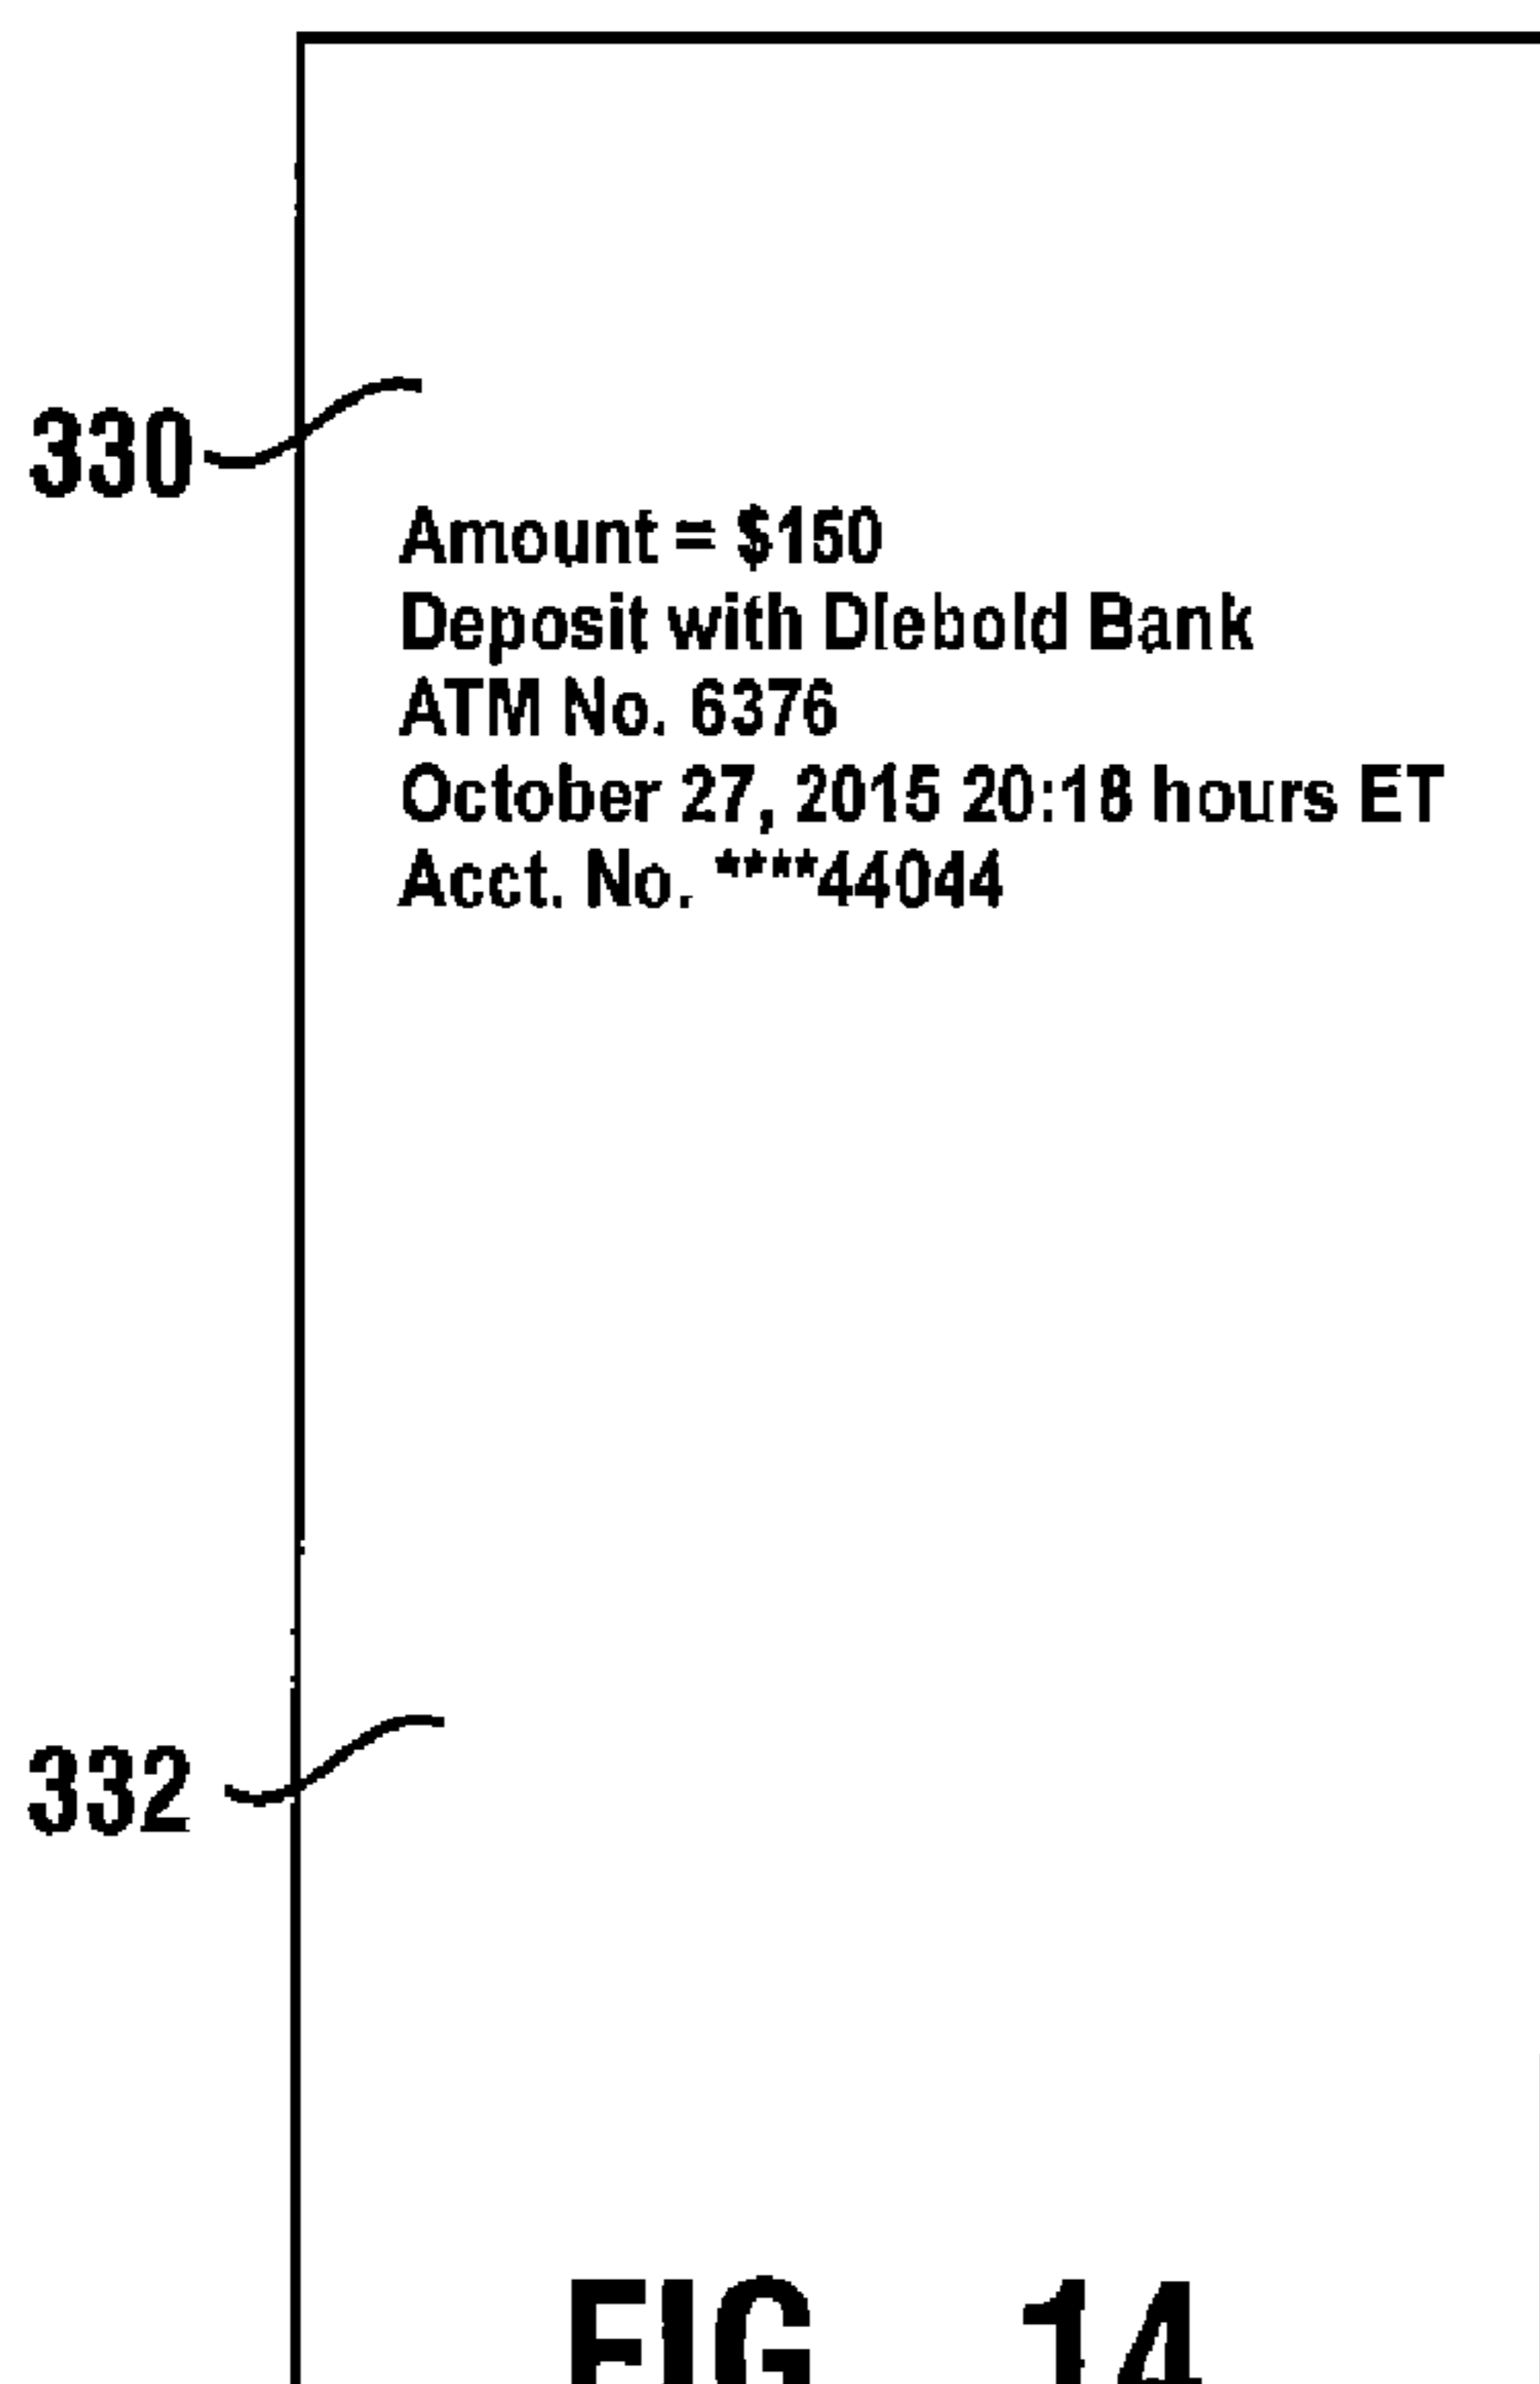 330
Amount = $150
Deposit with Diebold Bank
ATM No. 6376
October 27, 2015 20:18 hours ET
Acct. No. ****44044
332
FIG. 14